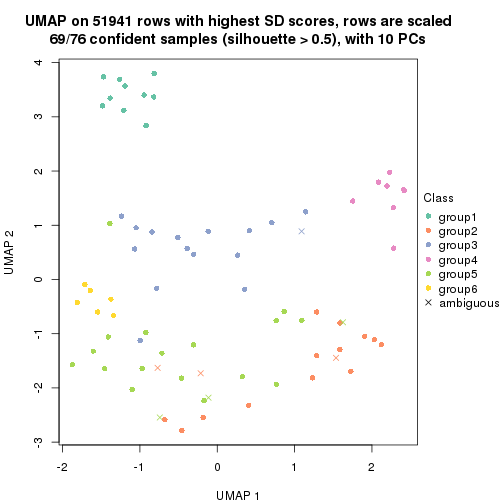 UMAP on 51941 rows with highest SD scores, rows are scaled
69/76 confident samples (silhouette > 0.5), with 10 PCs
4
3
2
1
0
-1
-2
-3
UMAP 2
-2
-1
0
1
2
UMAP 1
Class
group1
group2
group3
group4
group5
group6
ambiguous